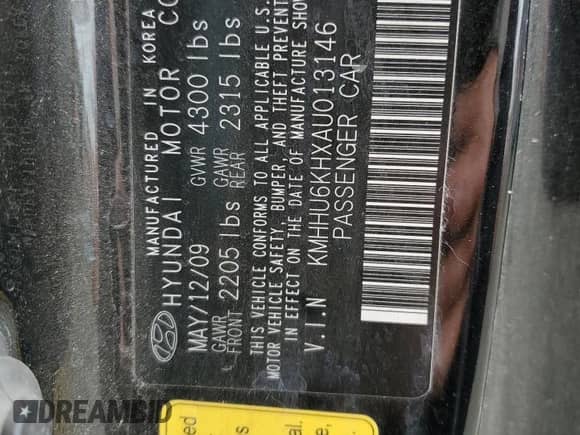 MANUFACTURED IN KOREA
HYUNDAI MOTOR CO
MAY/12/09 GVWR 4300 lbs
GAWR FRONT 2205 lbs GAWR REAR 2315 lbs
THIS VEHICLE CONFORMS TO ALL APPLICABLE U.S.
MOTOR VEHICLE SAFETY, BUMPER, AND THEFT PREVENT
IN EFFECT ON THE DATE OF MANUFACTURE SHOW
V.I.N KMHHU6KHXAU013146
PASSENGER CAR
DREAMBID